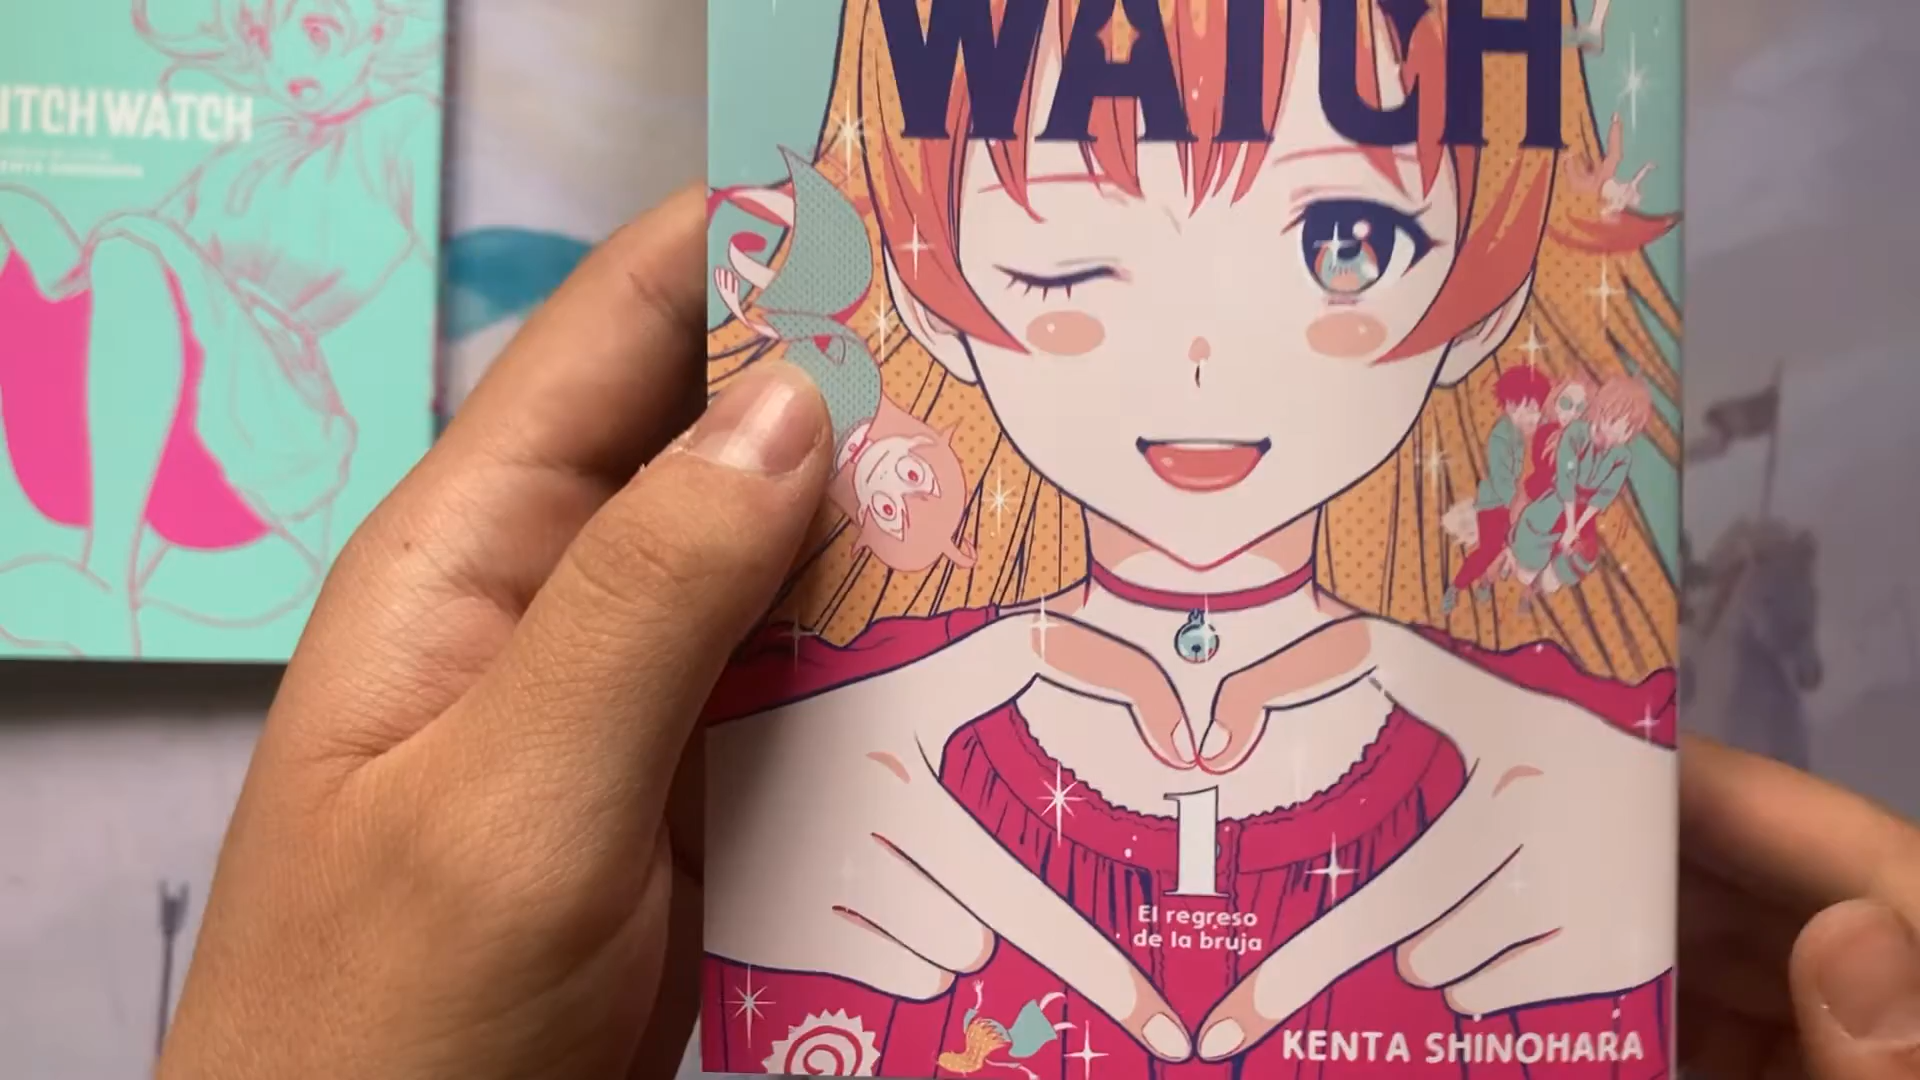 ITCH WATCH
WATCH
1
El regreso
de la bruja
KENTA SHINOHARA